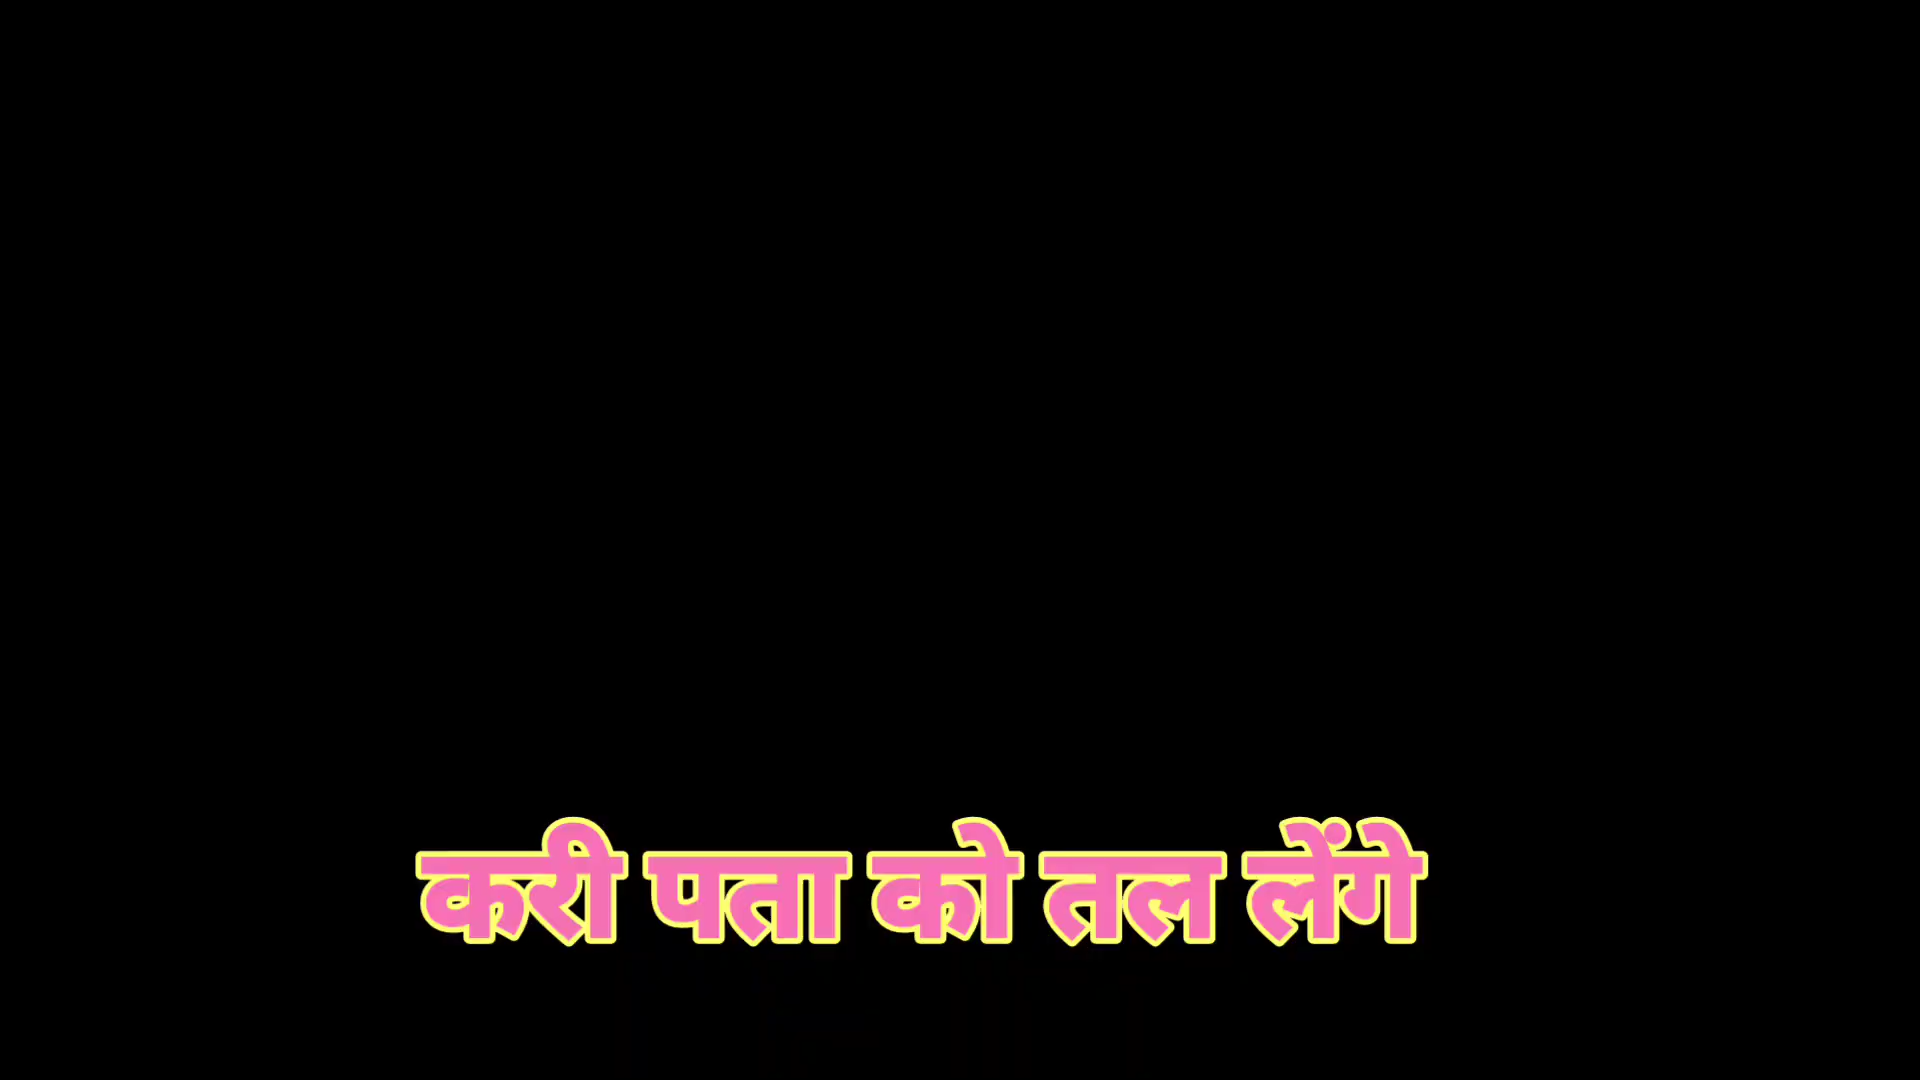 करी पता को तल लेंगे